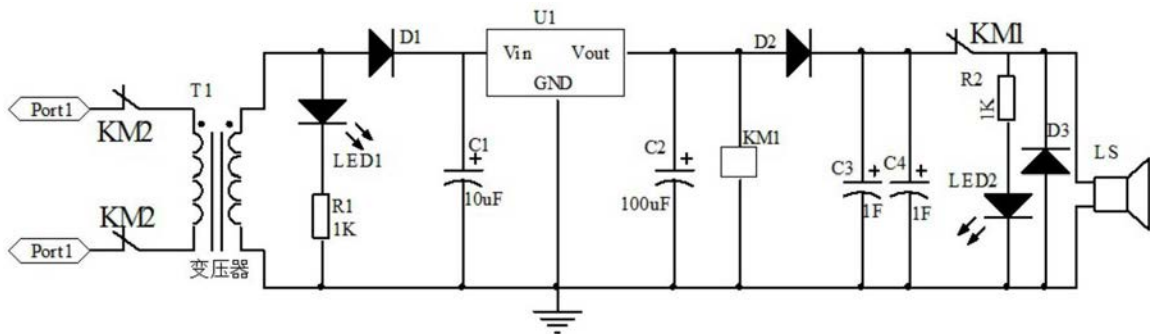 U1
D1
Vin
Vout
GND
D2
KM1
R2
1K
Port1
T1
KM2
LED1
C1
10uF
C2
100uF
KM1
C3
1F
C4
1F
D3
LS
LED2
R1
1K
KM2
Port1
变压器